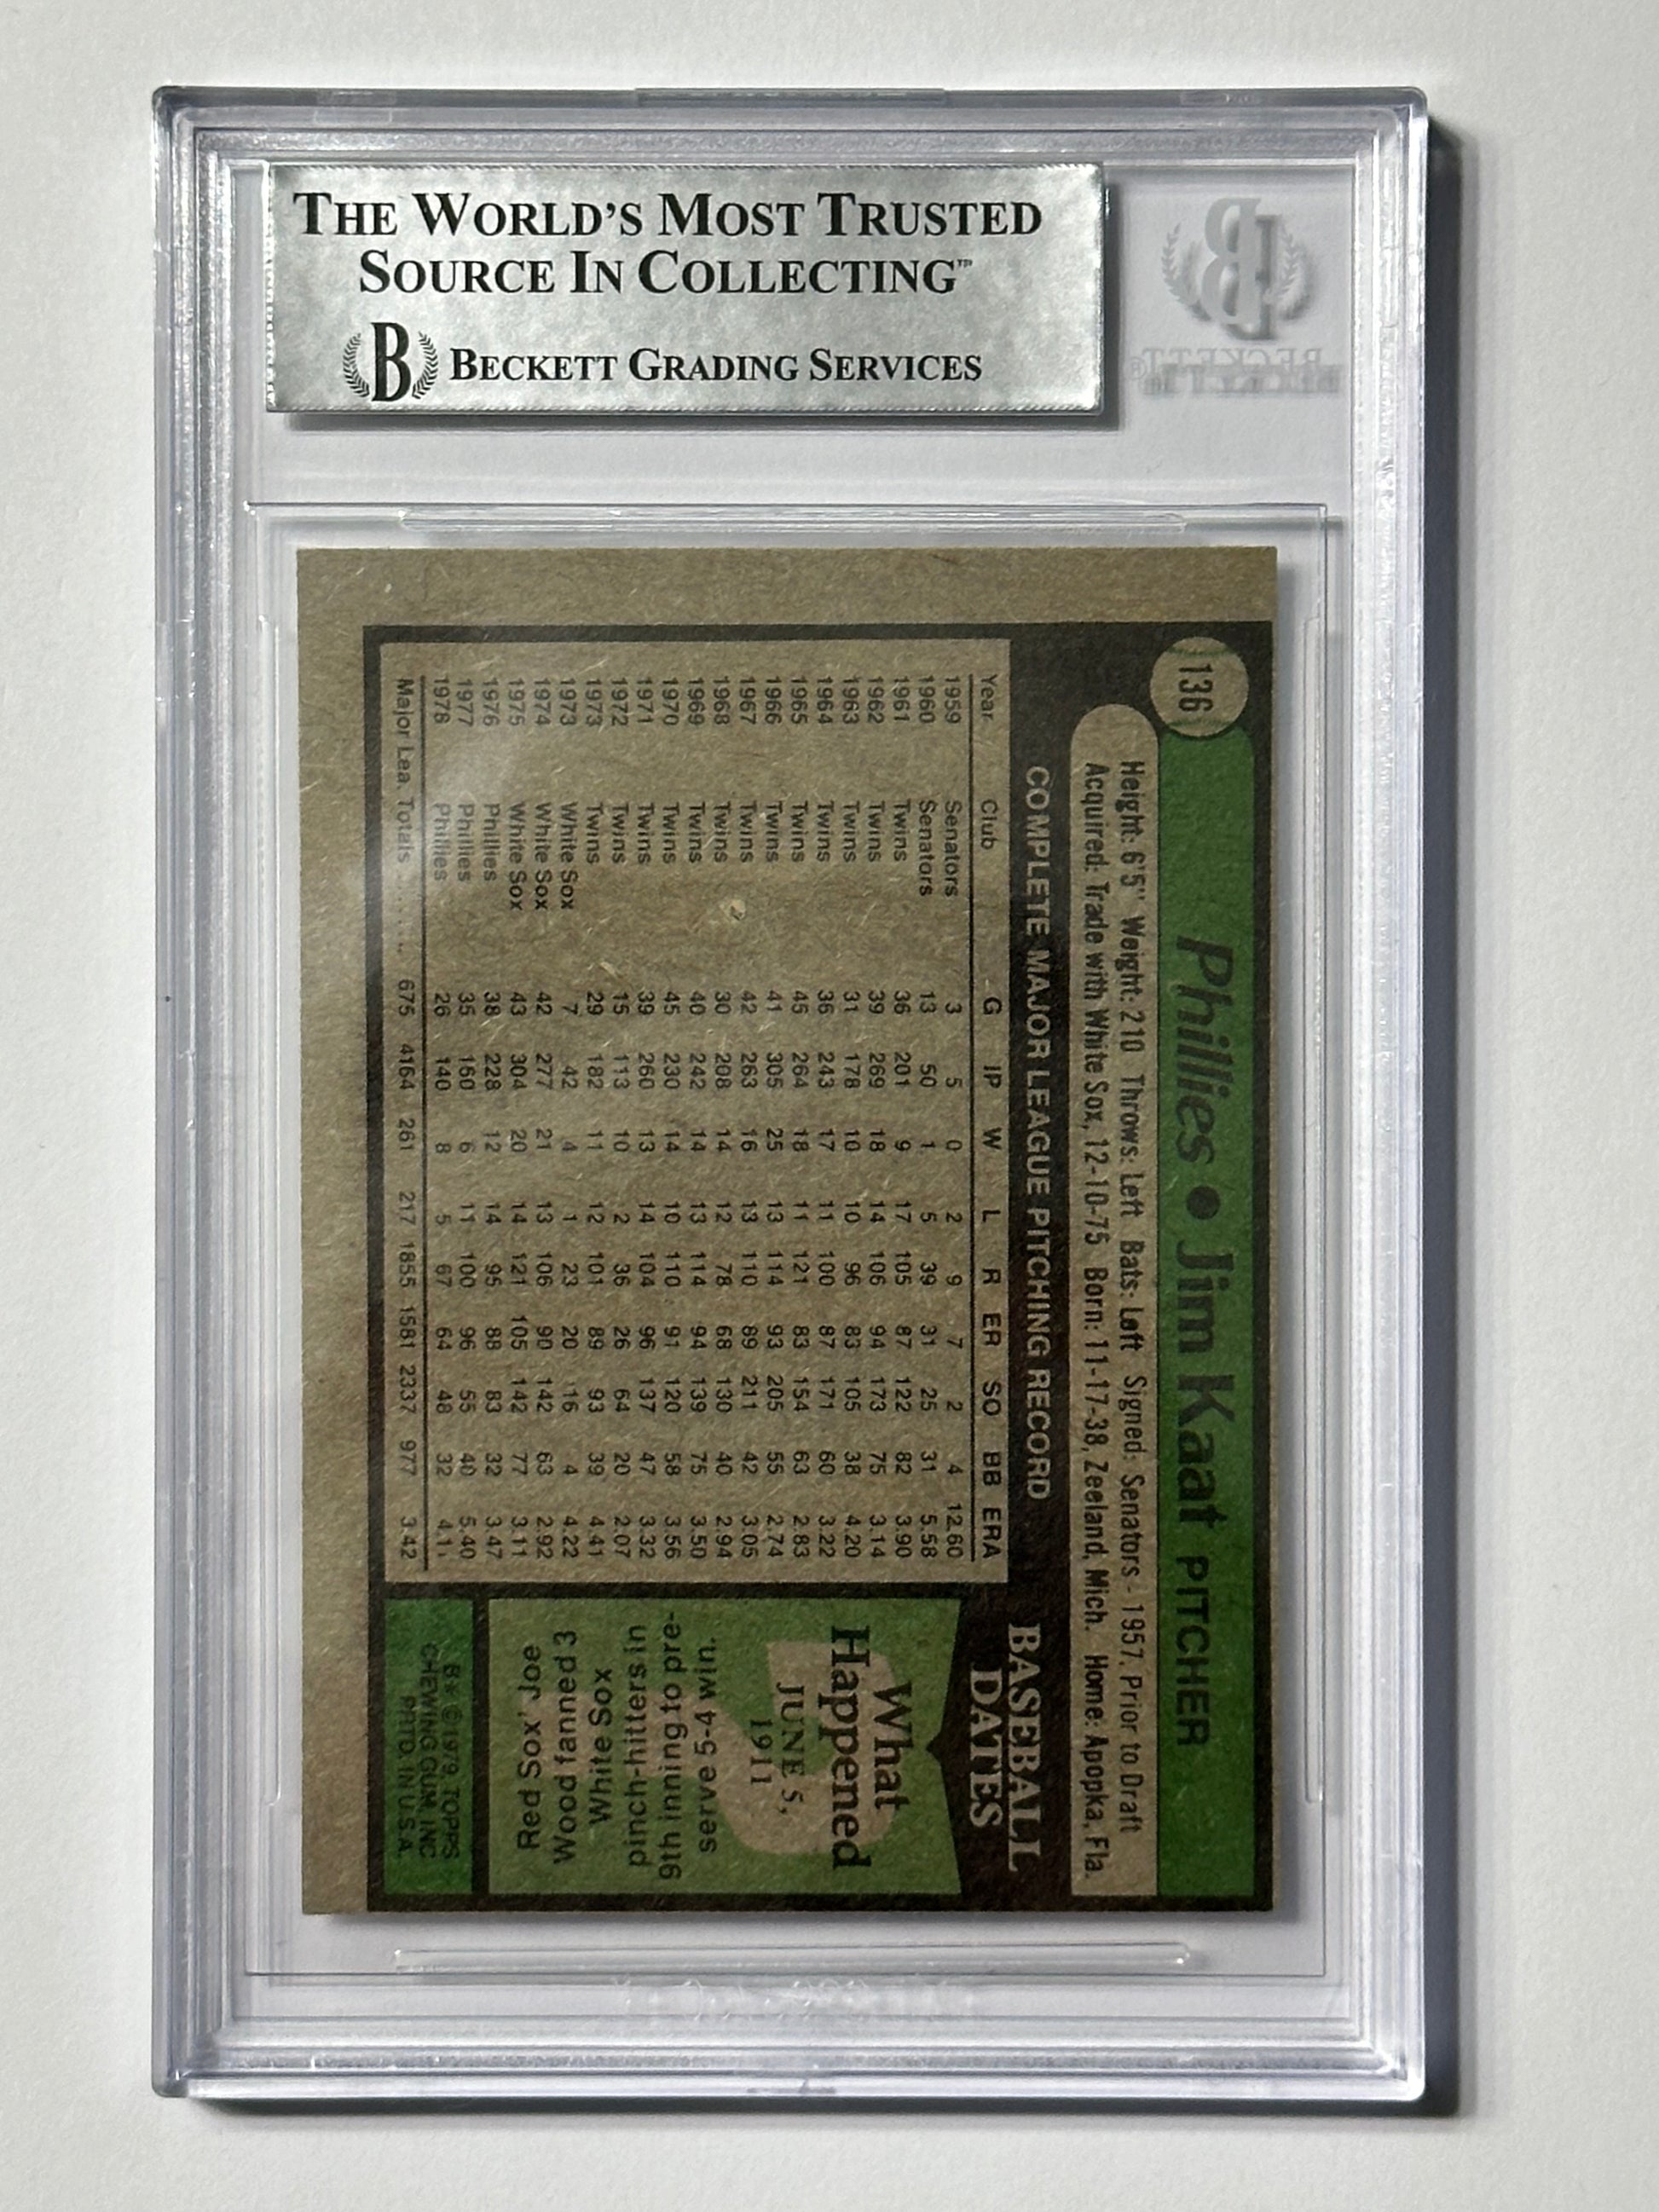 THE WORLD'S MOST TRUSTED
SOURCE IN COLLECTING™
B BECKETT GRADING SERVICES
BECKETT
136
Phillies • Jim Kaat PITCHER
Height: 6'5" Weight: 210 Throws: Left Bats: Left Signed: Senators - 1957. Prior to Draft
Acquired: Trade with White Sox, 12-10-75 Born: 11-17-38, Zeeland, Mich. Home: Apopka, Fla.
COMPLETE MAJOR LEAGUE PITCHING RECORD
Year Club G IP W L R ER SO BB ERA
1959 Senators 3 5 0 2 9 7 2 4 12.60
1960 Senators 13 50 1 5 39 31 25 31 5.58
1961 Twins 36 201 9 17 105 87 122 82 3.90
1962 Twins 39 269 18 14 106 94 173 75 3.14
1963 Twins 31 178 10 10 96 83 105 38 4.20
1964 Twins 36 243 17 11 100 87 171 60 3.22
1965 Twins 45 264 18 11 121 83 154 63 2.83
1966 Twins 41 305 25 13 114 93 205 55 2.74
1967 Twins 42 263 16 13 110 89 211 42 3.05
1968 Twins 30 208 14 12 78 68 130 40 2.94
1969 Twins 40 242 14 13 114 94 139 75 3.50
1970 Twins 45 230 14 10 110 91 120 58 3.56
1971 Twins 39 260 13 14 104 96 137 47 3.32
1972 Twins 15 113 10 2 36 26 64 20 2.07
1973 Twins 29 182 11 12 101 89 93 39 4.41
1973 White Sox 7 42 4 1 23 20 16 4 4.22
1974 White Sox 42 277 21 13 106 90 142 63 2.92
1975 White Sox 43 304 20 14 121 105 142 77 3.11
1976 Phillies 38 228 12 14 95 88 83 32 3.47
1977 Phillies 35 160 6 11 100 96 55 40 5.40
1978 Phillies 26 140 8 5 67 64 48 32 4.11
Major Lea. Totals ...... 675 4164 261 217 1855 1581 2337 977 3.42
BASEBALL
DATES
What
Happened
JUNE 5,
1911
Red Sox' Joe
Wood fanned 3
White Sox
pinch-hitters in
9th inning to pre-
serve 5-4 win.
B* © 1979, TOPPS
CHEWING GUM, INC
PRTD. IN U.S.A.